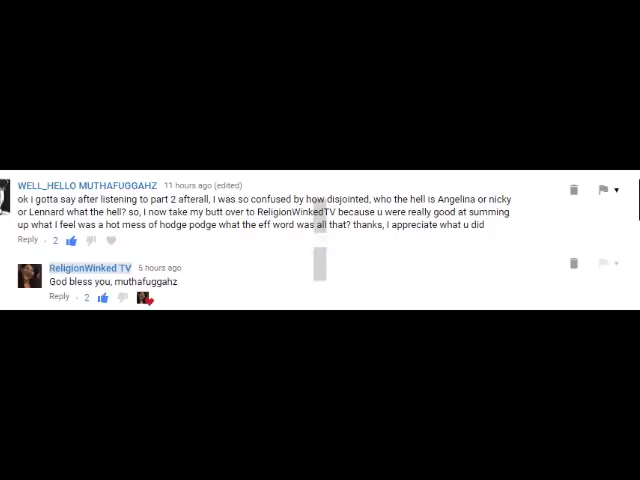 WELL_HELLO MUTHAFUGGAHZ 11 hours ago (edited)
ok i gotta say after listening to part 2 afterall, I was so confused by how disjointed, who the hell is Angelina or nicky
or Lennard what the hell? so, I now take my butt over to ReligionWinkedTV because u were really good at summing
up what I feel was a hot mess of hodge podge what the eff word was all that? thanks, I appreciate what u did
Reply · 2
ReligionWinked TV 5 hours ago
God bless you, muthafuggahz
Reply · 2